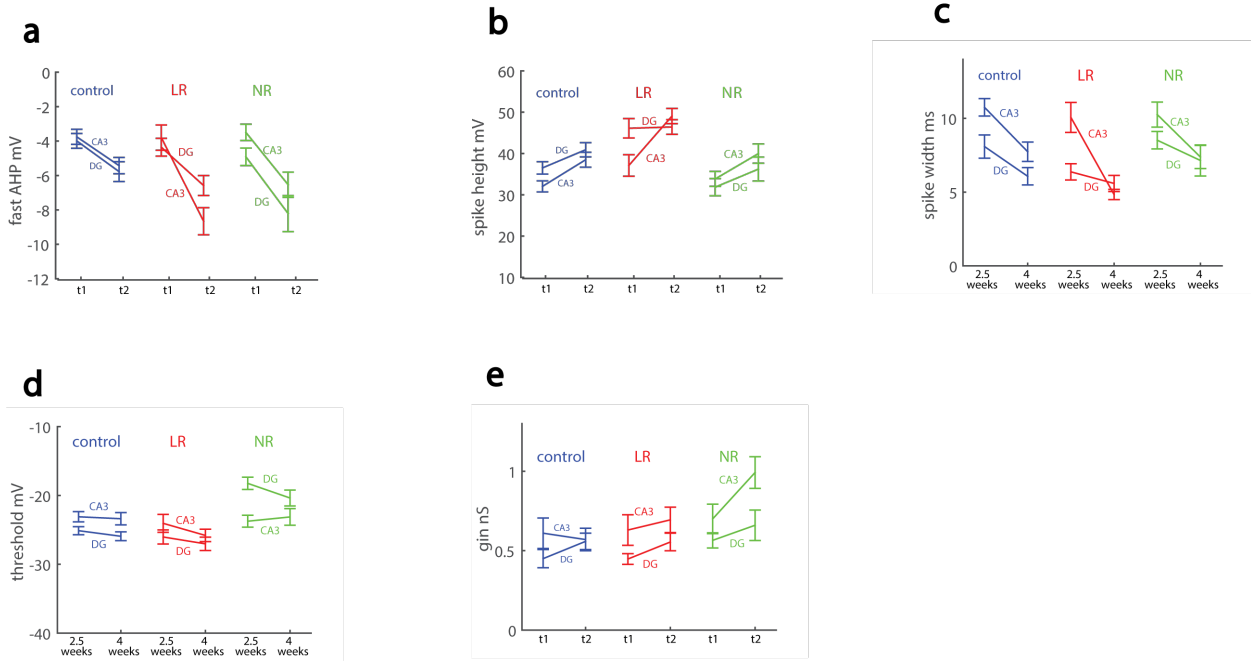 a
fast AHP mV
0
-2
-4
-6
-8
-10
-12
control
LR
NR
CA3
DG
DG
CA3
CA3
DG
t1 t2 t1 t2 t1 t2
b
spike height mV
60
50
40
30
20
10
control
LR
NR
DG
CA3
DG
CA3
CA3
DG
t1 t2 t1 t2 t1 t2
c
spike width ms
10
5
0
control
LR
NR
CA3
DG
CA3
DG
CA3
DG
2.5 4 2.5 4 2.5 4
weeks weeks weeks weeks weeks weeks
d
threshold mV
-10
-20
-30
-40
control
LR
NR
CA3
DG
CA3
DG
DG
CA3
2.5 4 2.5 4 2.5 4
weeks weeks weeks weeks weeks weeks
e
gin nS
1
0.5
0
control
LR
NR
CA3
DG
CA3
DG
CA3
DG
t1 t2 t1 t2 t1 t2